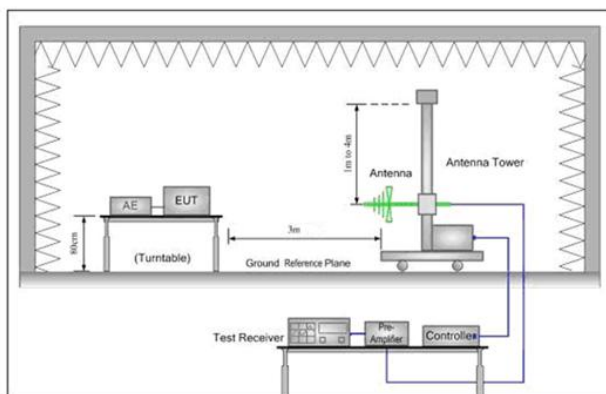 1m to 4m
Antenna
Antenna Tower
AE
EUT
80cm
(Turntable)
3m
Ground Reference Plane
Test Receiver
Pre-
Amplifier
Controller